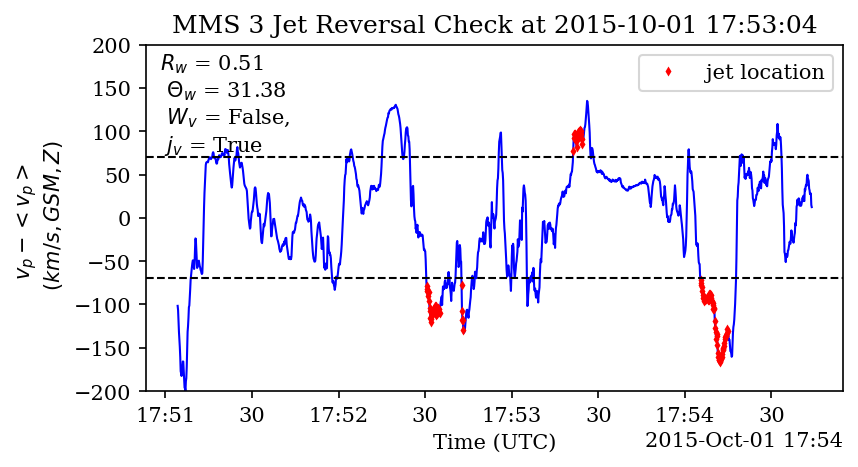 MMS 3 Jet Reversal Check at 2015-10-01 17:53:04
R_w = 0.51
Θ_w = 31.38
W_v = False,
j_v = True
jet location
v_p − < v_p >
(km/s, GSM, Z)
200
150
100
50
0
−50
−100
−150
−200
17:51 30 17:52 30 17:53 30 17:54 30
Time (UTC)
2015-Oct-01 17:54